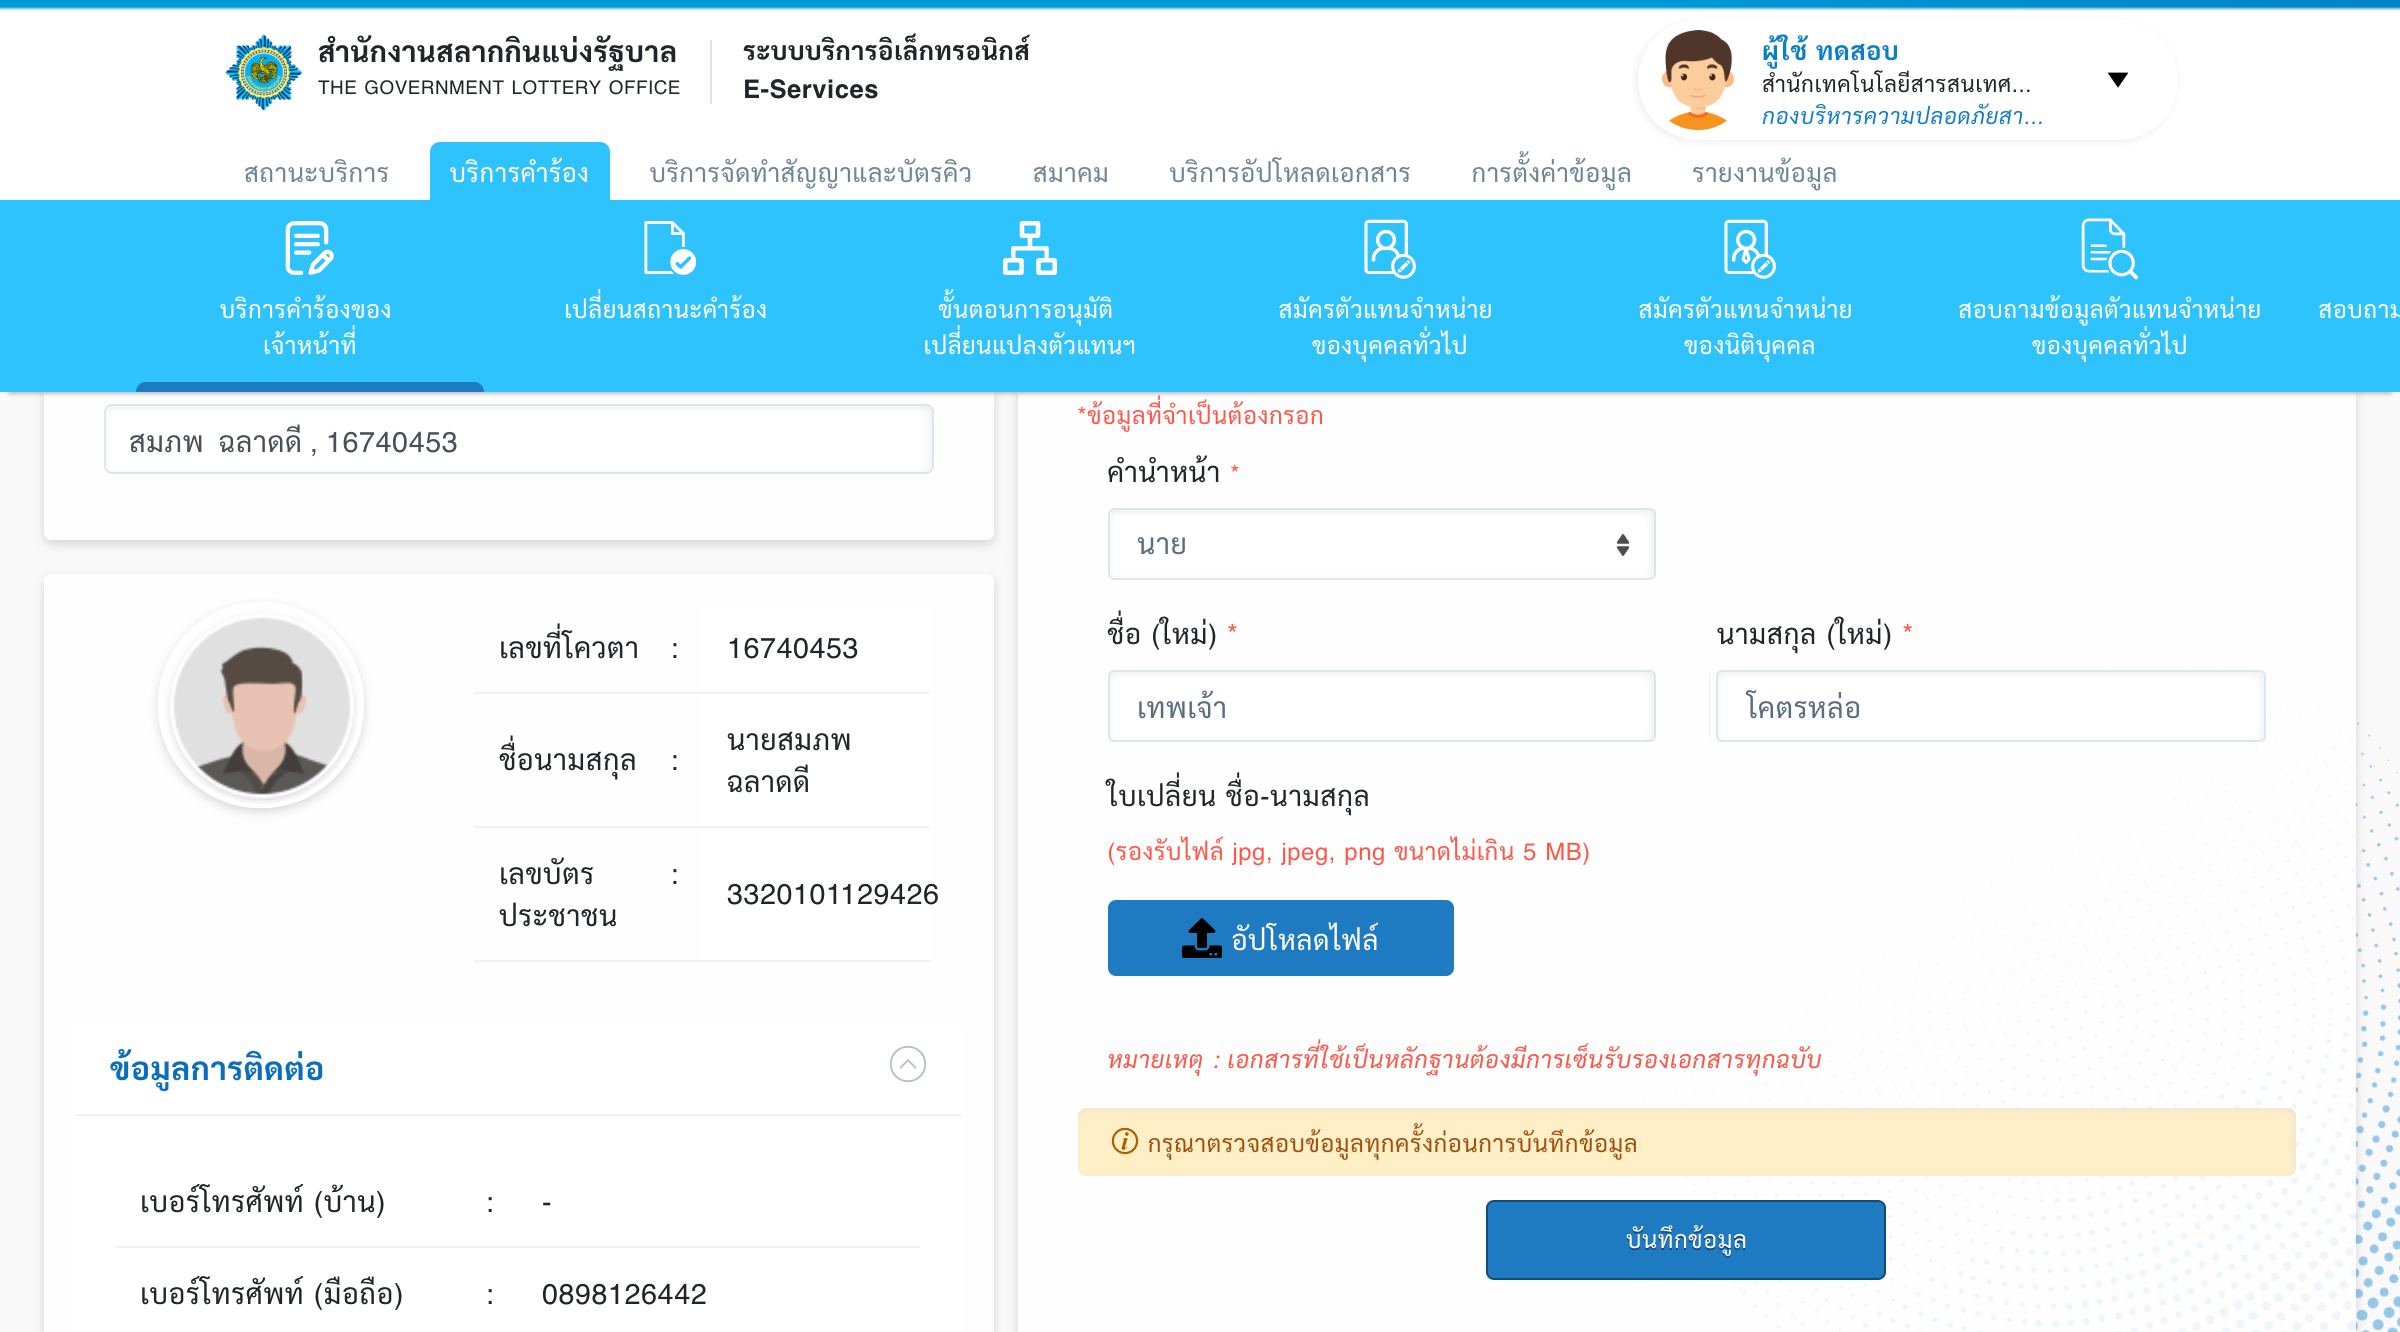 สำนักงานสลากกินแบ่งรัฐบาล
THE GOVERNMENT LOTTERY OFFICE
ระบบบริการอิเล็กทรอนิกส์
E-Services
ผู้ใช้ ทดสอบ
สำนักเทคโนโลยีสารสนเทศ...
กองบริหารความปลอดภัยสา...
สถานะบริการ
บริการคำร้อง
บริการจัดทำสัญญาและบัตรคิว
สมาคม
บริการอัปโหลดเอกสาร
การตั้งค่าข้อมูล
รายงานข้อมูล
บริการคำร้องของ
เจ้าหน้าที่
เปลี่ยนสถานะคำร้อง
ขั้นตอนการอนุมัติ
เปลี่ยนแปลงตัวแทนฯ
สมัครตัวแทนจำหน่าย
ของบุคคลทั่วไป
สมัครตัวแทนจำหน่าย
ของนิติบุคคล
สอบถามข้อมูลตัวแทนจำหน่าย
ของบุคคลทั่วไป
สอบถาม
สมภพ ฉลาดดี , 16740453
เลขที่โควตา : 16740453
ชื่อนามสกุล : นายสมภพ
ฉลาดดี
เลขบัตร : 3320101129426
ประชาชน
ข้อมูลการติดต่อ
เบอร์โทรศัพท์ (บ้าน) : -
เบอร์โทรศัพท์ (มือถือ) : 0898126442
*ข้อมูลที่จำเป็นต้องกรอก
คำนำหน้า *
นาย
ชื่อ (ใหม่) *
นามสกุล (ใหม่) *
เทพเจ้า
โคตรหล่อ
ใบเปลี่ยน ชื่อ-นามสกุล
(รองรับไฟล์ jpg, jpeg, png ขนาดไม่เกิน 5 MB)
อัปโหลดไฟล์
หมายเหตุ : เอกสารที่ใช้เป็นหลักฐานต้องมีการเซ็นรับรองเอกสารทุกฉบับ
กรุณาตรวจสอบข้อมูลทุกครั้งก่อนการบันทึกข้อมูล
บันทึกข้อมูล